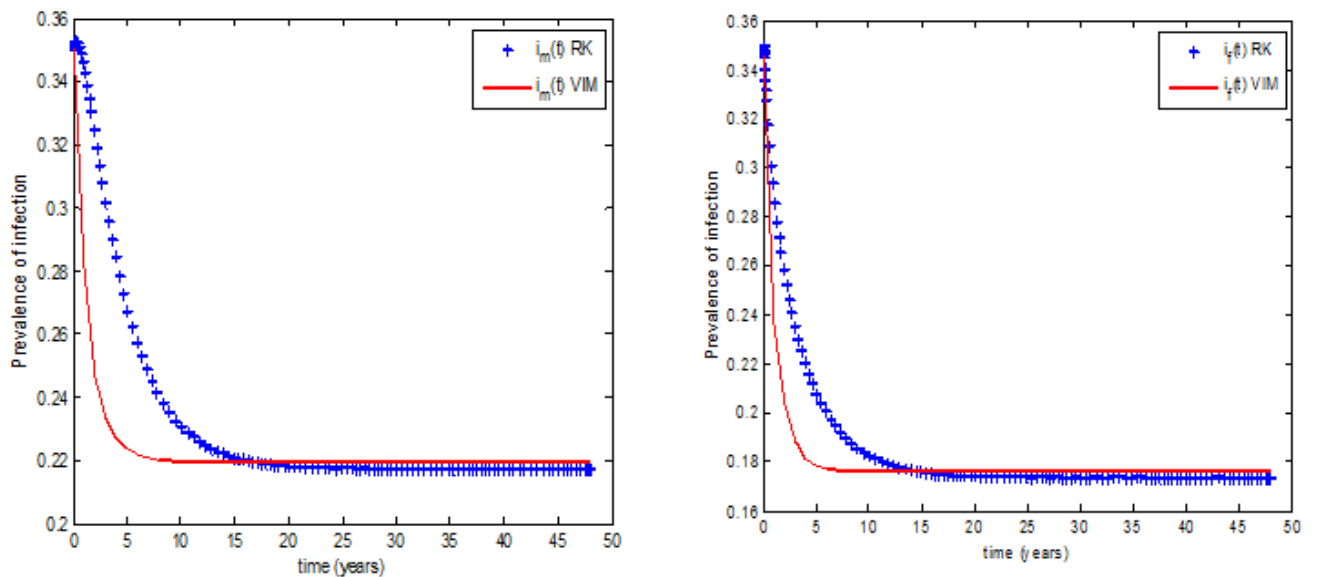 0.36
0.34
0.32
0.3
0.28
0.26
0.24
0.22
0.2
Prevalence of infection
0 5 10 15 20 25 30 35 40 45 50
time (years)
i_m(t) RK
i_m(t) VIM
0.36
0.34
0.32
0.3
0.28
0.26
0.24
0.22
0.2
0.18
0.16
Prevalence of infection
0 5 10 15 20 25 30 35 40 45 50
time (years)
i_f(t) RK
i_f(t) VIM